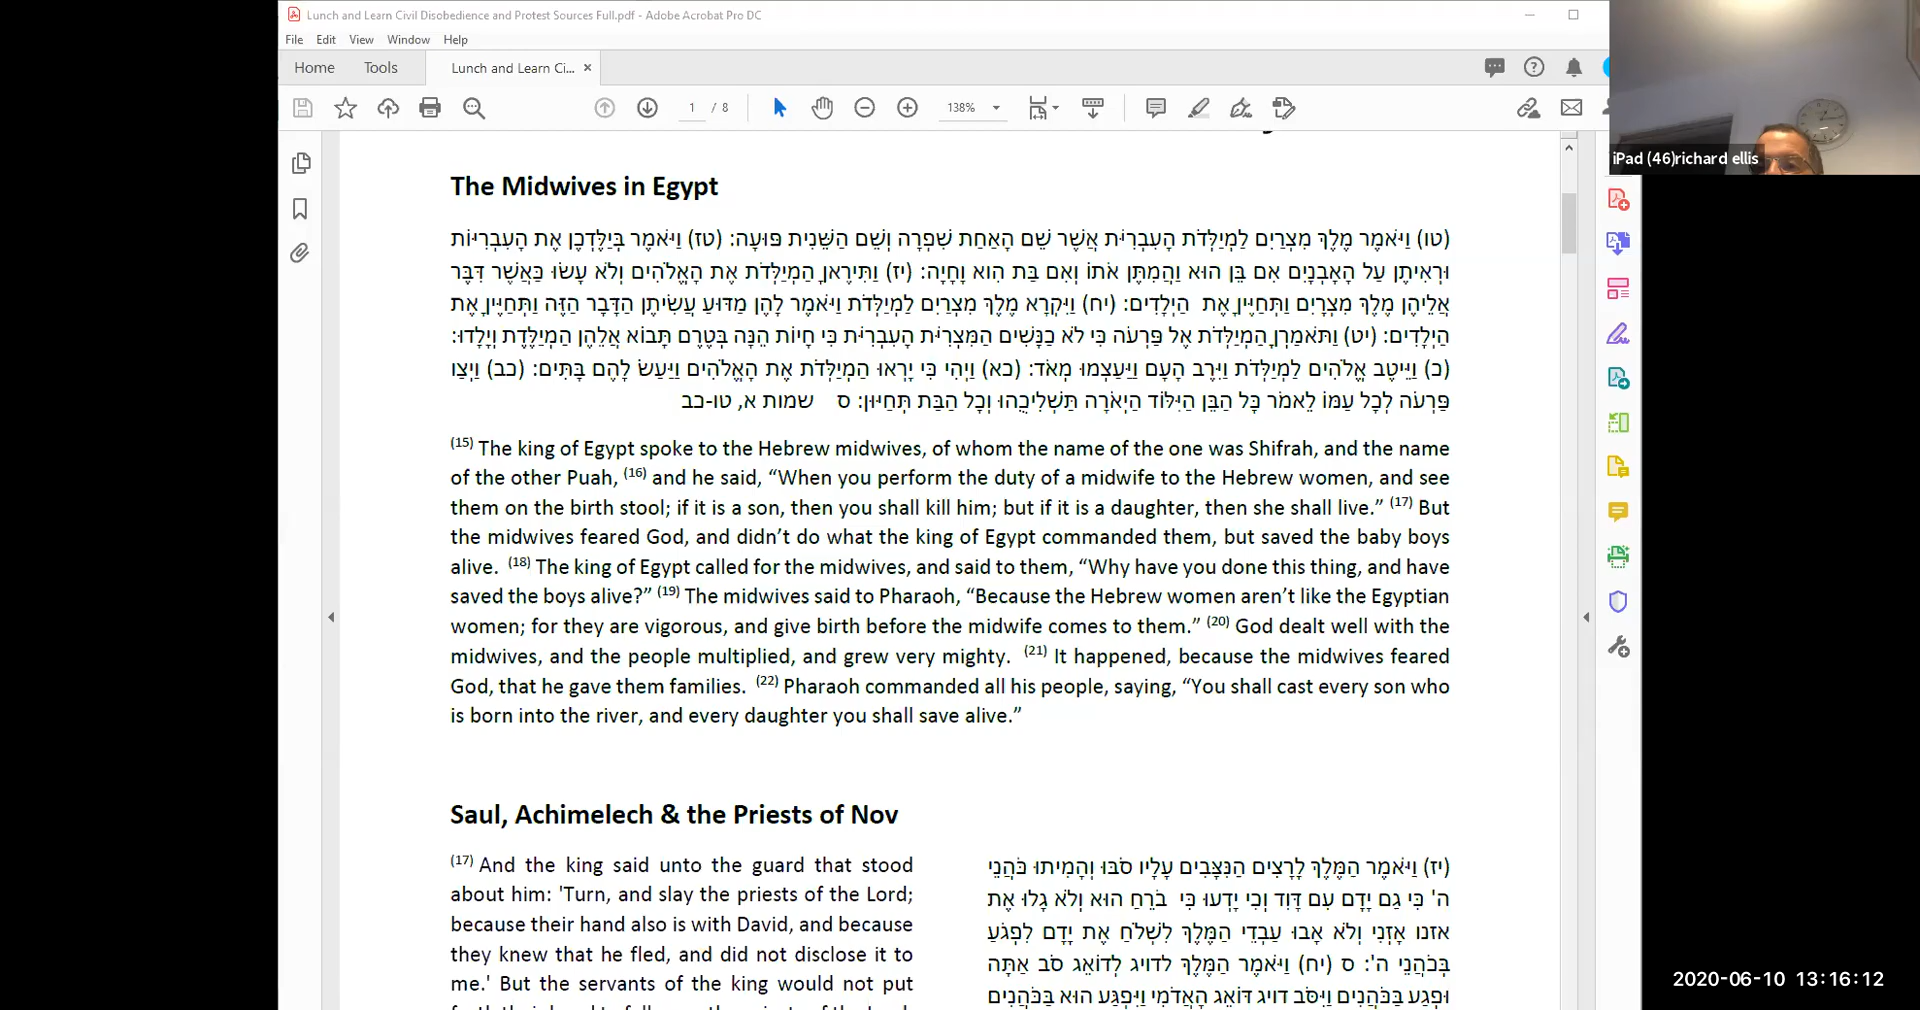 Lunch and Learn Civil Disobedience and Protest Sources Full.pdf - Adobe Acrobat Pro DC
File Edit View Window Help
Home Tools Lunch and Learn Ci... ×
1 / 8 138%
iPad (46)richard ellis
The Midwives in Egypt
(טו) וַיֹּאמֶר מֶלֶךְ מִצְרַיִם לַמְיַלְּדֹת הָעִבְרִיֹּת אֲשֶׁר שֵׁם הָאַחַת שִׁפְרָה וְשֵׁם הַשֵּׁנִית פּוּעָה: (טז) וַיֹּאמֶר בְּיַלֶּדְכֶן אֶת הָעִבְרִיּוֹת
וּרְאִיתֶן עַל הָאָבְנָיִם אִם בֵּן הוּא וַהֲמִתֶּן אֹתוֹ וְאִם בַּת הִוא וָחָיָה: (יז) וַתִּירֶאןָ הַמְיַלְּדֹת אֶת הָאֱלֹהִים וְלֹא עָשׂוּ כַּאֲשֶׁר דִּבֶּר
אֲלֵיהֶן מֶלֶךְ מִצְרָיִם וַתְּחַיֶּיןָ אֶת הַיְלָדִים: (יח) וַיִּקְרָא מֶלֶךְ מִצְרַיִם לַמְיַלְּדֹת וַיֹּאמֶר לָהֶן מַדּוּעַ עֲשִׂיתֶן הַדָּבָר הַזֶּה וַתְּחַיֶּיןָ אֶת
הַיְלָדִים: (יט) וַתֹּאמַרְןָ הַמְיַלְּדֹת אֶל פַּרְעֹה כִּי לֹא כַנָּשִׁים הַמִּצְרִיֹּת הָעִבְרִיֹּת כִּי חָיוֹת הֵנָּה בְּטֶרֶם תָּבוֹא אֲלֵהֶן הַמְיַלֶּדֶת וְיָלָדוּ:
(כ) וַיֵּיטֶב אֱלֹהִים לַמְיַלְּדֹת וַיִּרֶב הָעָם וַיַּעַצְמוּ מְאֹד: (כא) וַיְהִי כִּי יָרְאוּ הַמְיַלְּדֹת אֶת הָאֱלֹהִים וַיַּעַשׂ לָהֶם בָּתִּים: (כב) וַיְצַו
פַּרְעֹה לְכָל עַמּוֹ לֵאמֹר כָּל הַבֵּן הַיִּלּוֹד הַיְאֹרָה תַּשְׁלִיכֻהוּ וְכָל הַבַּת תְּחַיּוּן: ס שמות א, טו-כב
(15) The king of Egypt spoke to the Hebrew midwives, of whom the name of the one was Shifrah, and the name
of the other Puah, (16) and he said, “When you perform the duty of a midwife to the Hebrew women, and see
them on the birth stool; if it is a son, then you shall kill him; but if it is a daughter, then she shall live.” (17) But
the midwives feared God, and didn’t do what the king of Egypt commanded them, but saved the baby boys
alive. (18) The king of Egypt called for the midwives, and said to them, “Why have you done this thing, and have
saved the boys alive?” (19) The midwives said to Pharaoh, “Because the Hebrew women aren’t like the Egyptian
women; for they are vigorous, and give birth before the midwife comes to them.” (20) God dealt well with the
midwives, and the people multiplied, and grew very mighty. (21) It happened, because the midwives feared
God, that he gave them families. (22) Pharaoh commanded all his people, saying, “You shall cast every son who
is born into the river, and every daughter you shall save alive.”
Saul, Achimelech & the Priests of Nov
(17) And the king said unto the guard that stood
about him: 'Turn, and slay the priests of the Lord;
because their hand also is with David, and because
they knew that he fled, and did not disclose it to
me.' But the servants of the king would not put
(יז) וַיֹּאמֶר הַמֶּלֶךְ לָרָצִים הַנִּצָּבִים עָלָיו סֹבּוּ וְהָמִיתוּ כֹּהֲנֵי
ה' כִּי גַם יָדָם עִם דָּוִד וְכִי יָדְעוּ כִּי בֹרֵחַ הוּא וְלֹא גָלוּ אֶת
אזנו אָזְנִי וְלֹא אָבוּ עַבְדֵי הַמֶּלֶךְ לִשְׁלֹחַ אֶת יָדָם לִפְגֹעַ
בְּכֹהֲנֵי ה': ס (יח) וַיֹּאמֶר הַמֶּלֶךְ לדויג לְדוֹאֵג סֹב אַתָּה
וּפְגַע בַּכֹּהֲנִים וַיִּסֹּב דויג דּוֹאֵג הָאֲדֹמִי וַיִּפְגַּע הוּא בַּכֹּהֲנִים
2020-06-10 13:16:12